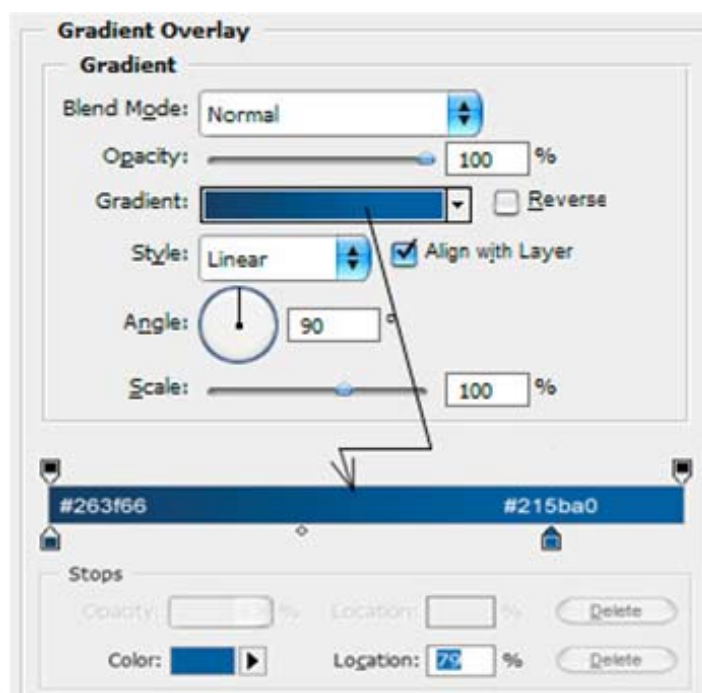 Gradient Overlay
Gradient
Blend Mode: Normal
Opacity: 100 %
Gradient: Reverse
Style: Linear Align with Layer
Angle: 90 °
Scale: 100 %
#263f66 #215ba0
Stops
Opacity: % Location: % Delete
Color: Location: 79 % Delete